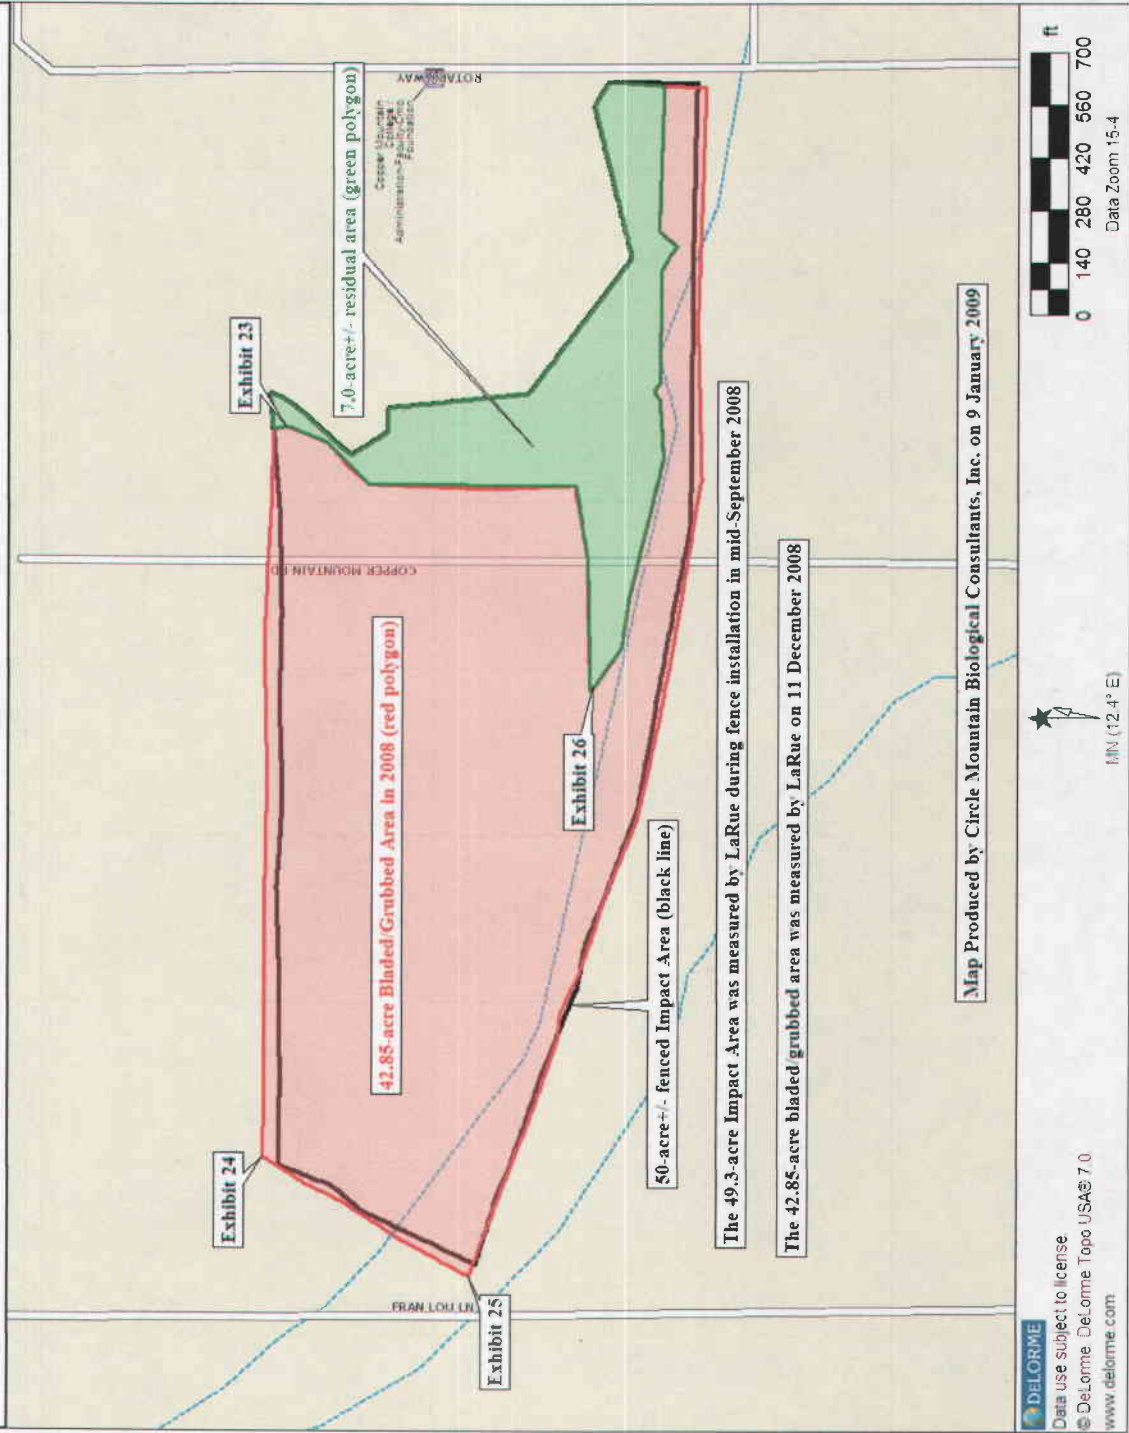 Exhibit 24
Exhibit 23
7.0-acre+/- residual area (green polygon)
42.85-acre Bladed/Grubbed Area in 2008 (red polygon)
COPPER MOUNTAIN RD
Copper Mountain
College
Administration-Faculty-Cmc
Foundation
ROTARY WAY
FRAN LOU LN
Exhibit 25
Exhibit 26
50-acre+/- fenced Impact Area (black line)
The 49.3-acre Impact Area was measured by LaRue during fence installation in mid-September 2008
The 42.85-acre bladed/grubbed area was measured by LaRue on 11 December 2008
Map Produced by Circle Mountain Biological Consultants, Inc. on 9 January 2009
DELORME
Data use subject to license.
© DeLorme. DeLorme Topo USA® 7.0.
www.delorme.com
MN (12.4° E)
ft
0 140 280 420 560 700
Data Zoom 15-4